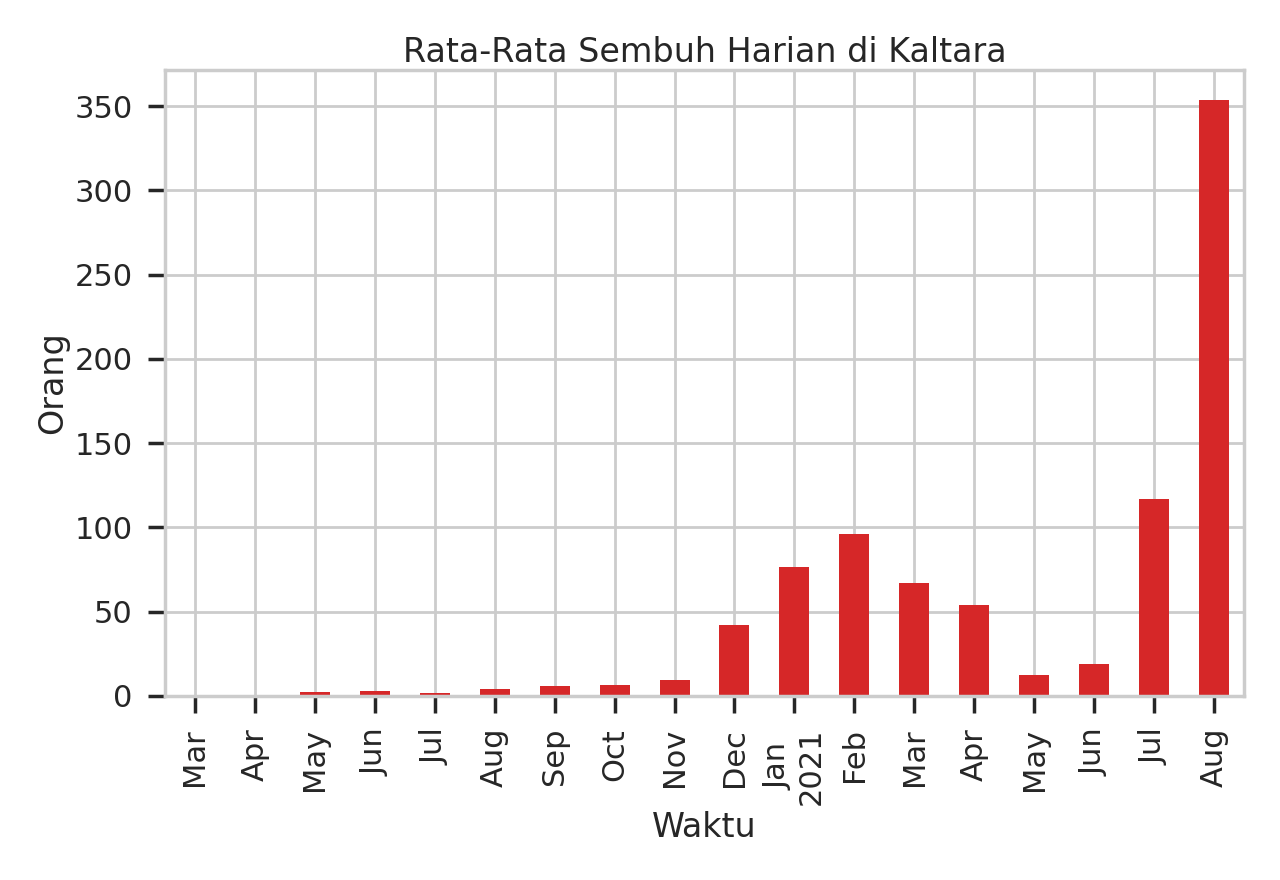 Rata-Rata Sembuh Harian di Kaltara
350
300
250
200
150
100
50
0
Orang
Mar
Apr
May
Jun
Jul
Aug
Sep
Oct
Nov
Dec
Jan
2021
Feb
Mar
Apr
May
Jun
Jul
Aug
Waktu